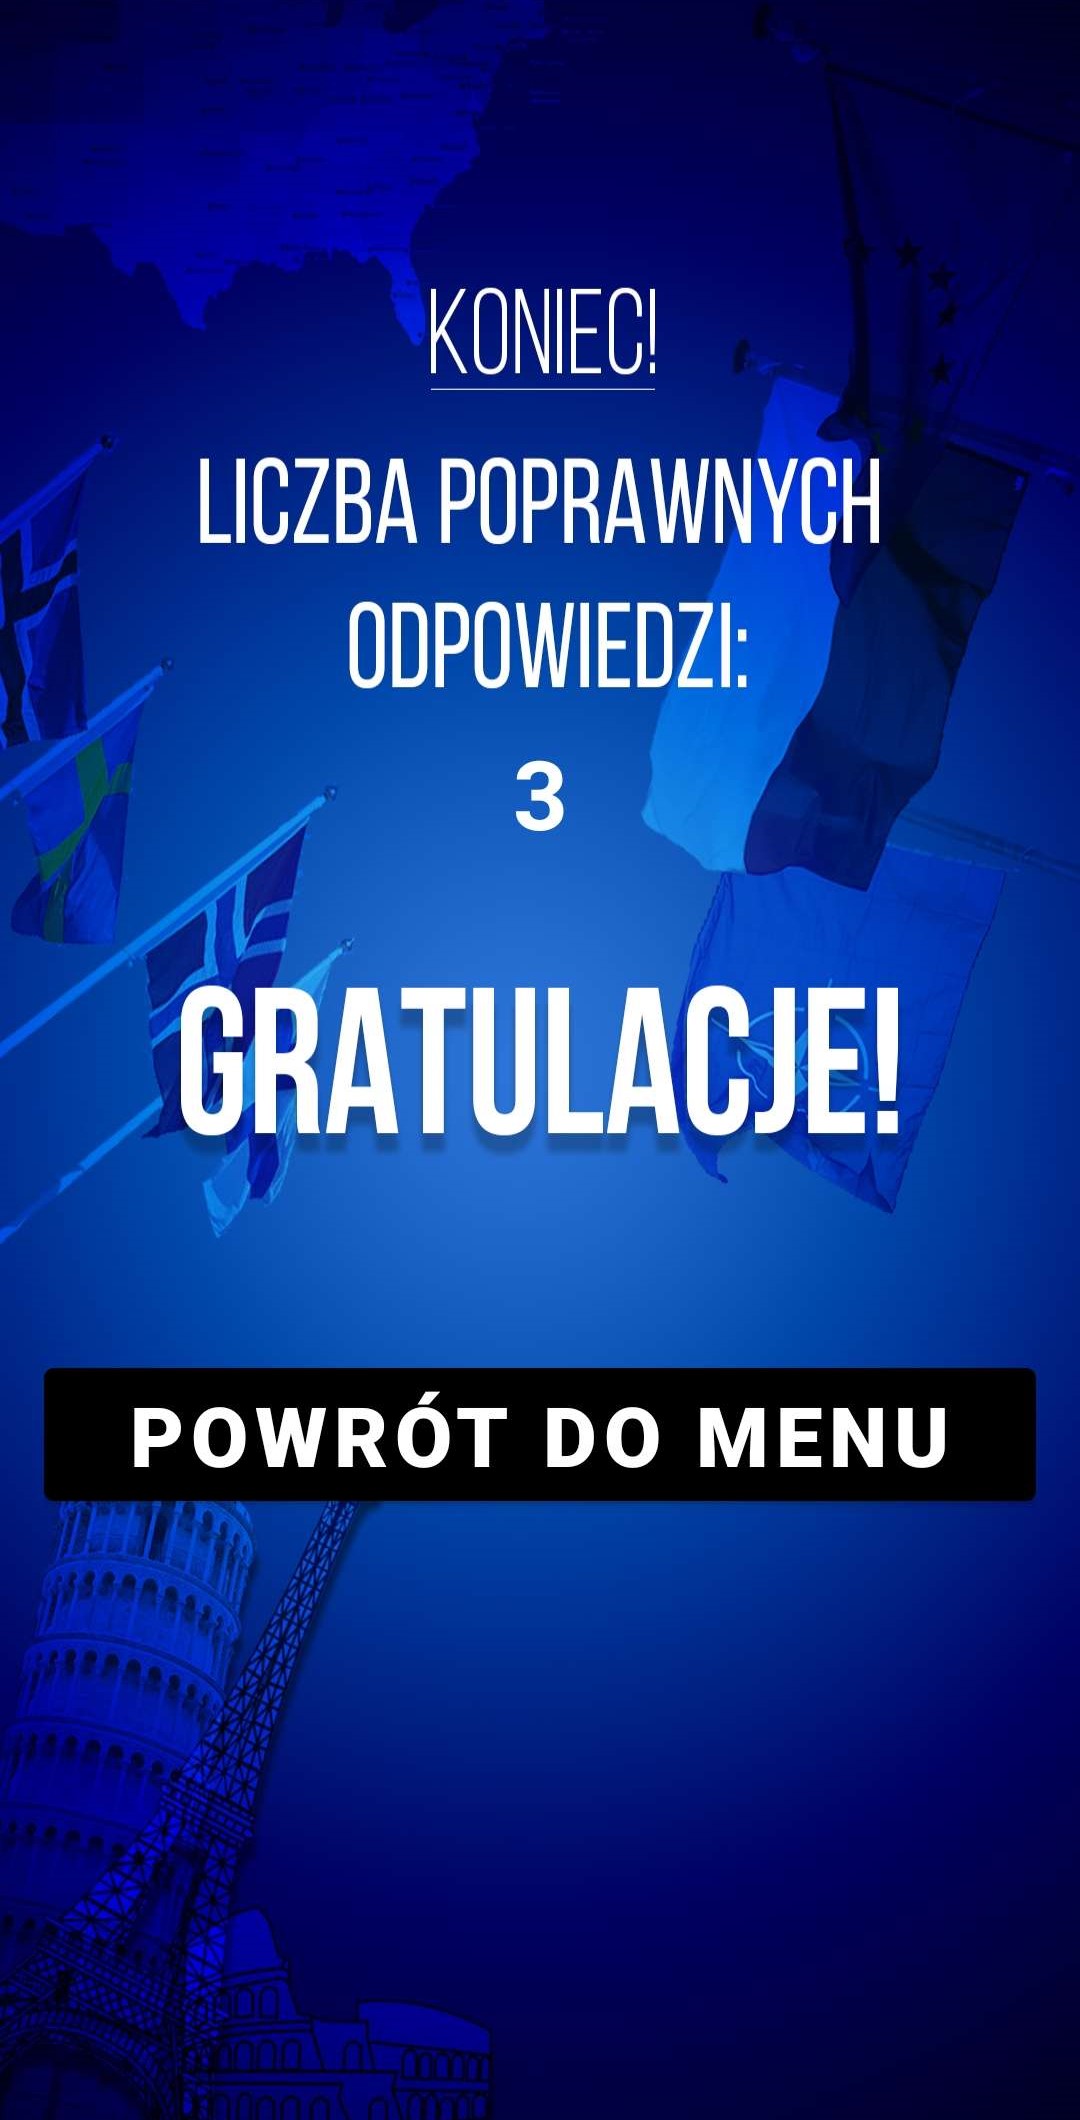 KONIEC!
LICZBA POPRAWNYCH
ODPOWIEDZI:
3
GRATULACJE!
POWRÓT DO MENU